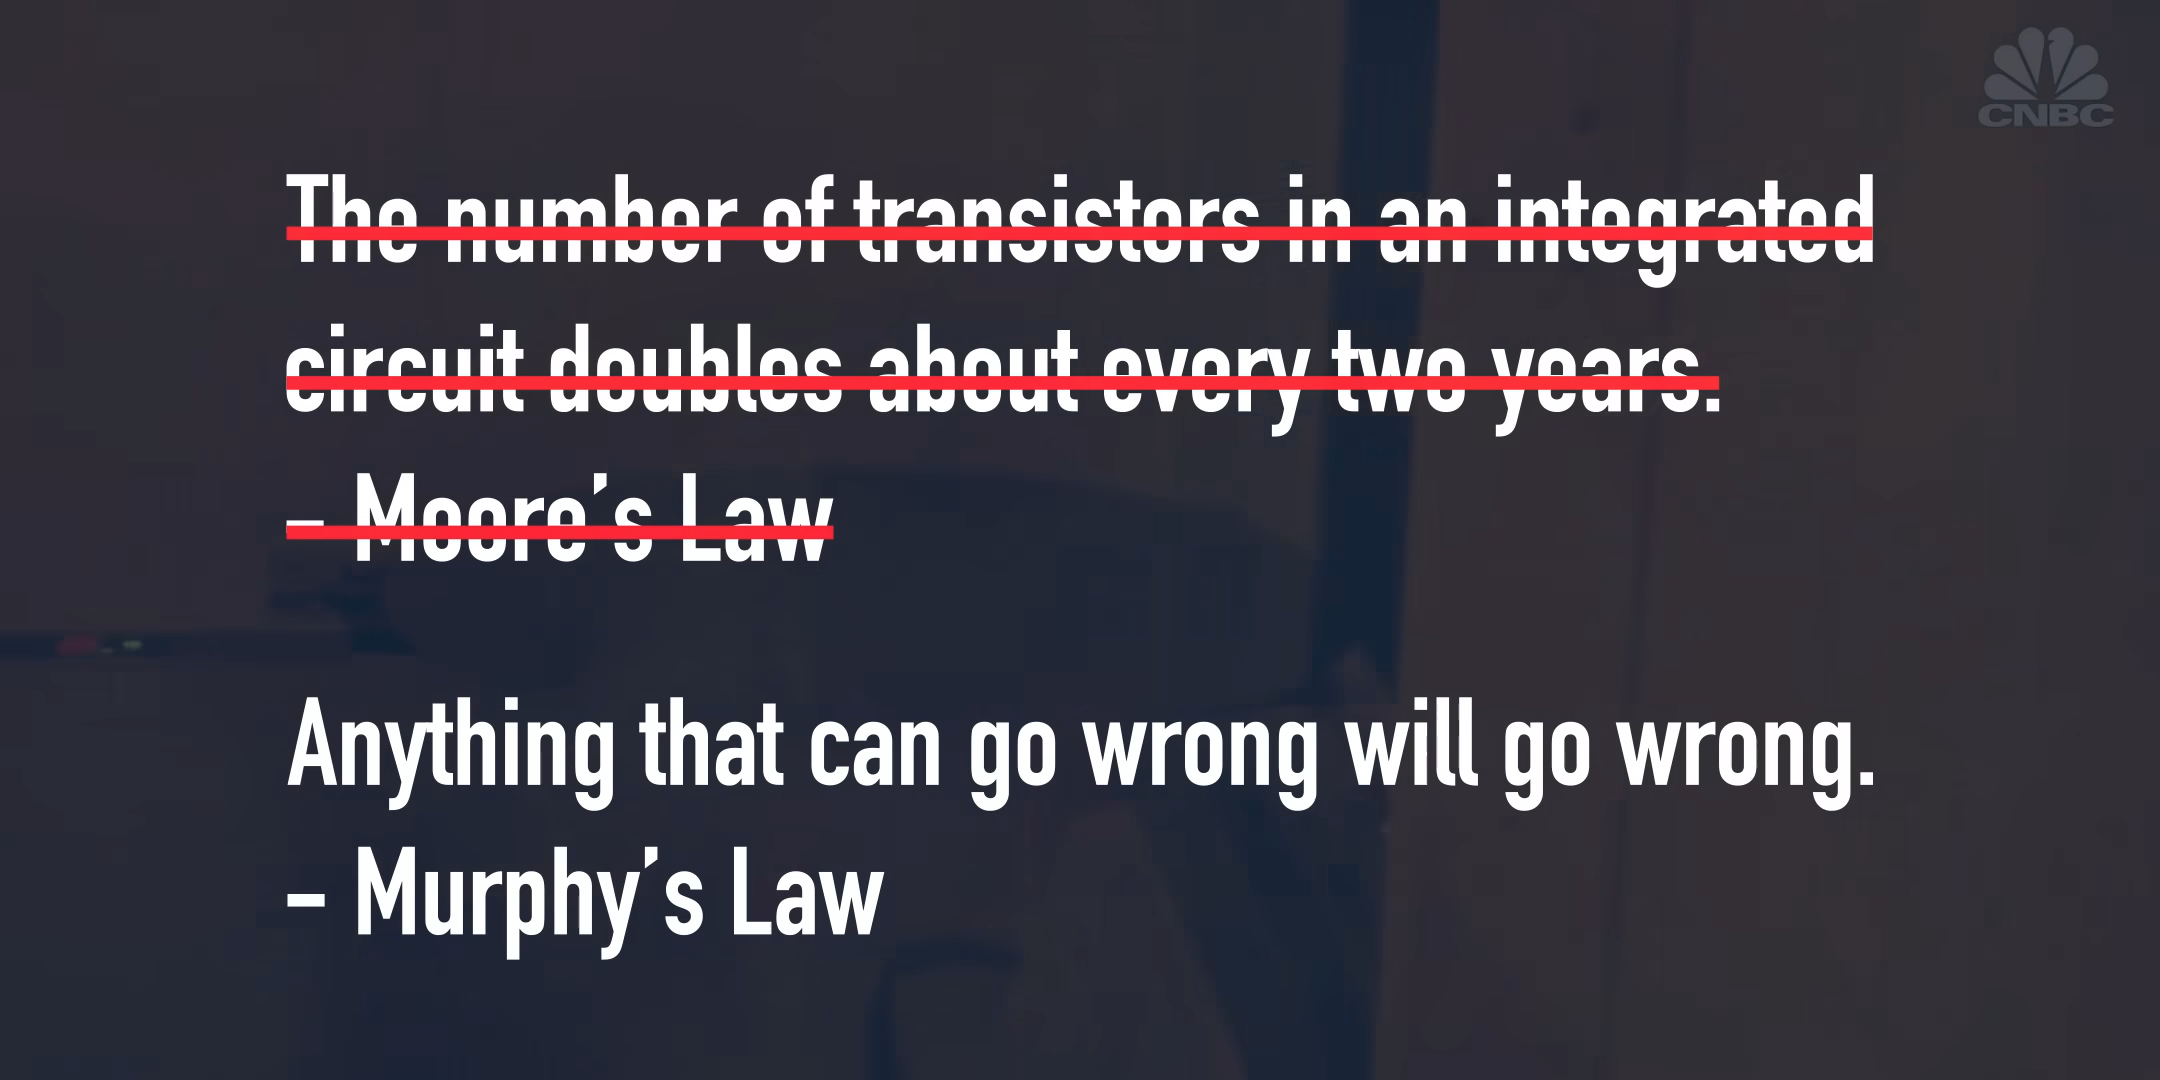 CNBC
The number of transistors in an integrated
circuit doubles about every two years.
– Moore’s Law
Anything that can go wrong will go wrong.
– Murphy’s Law